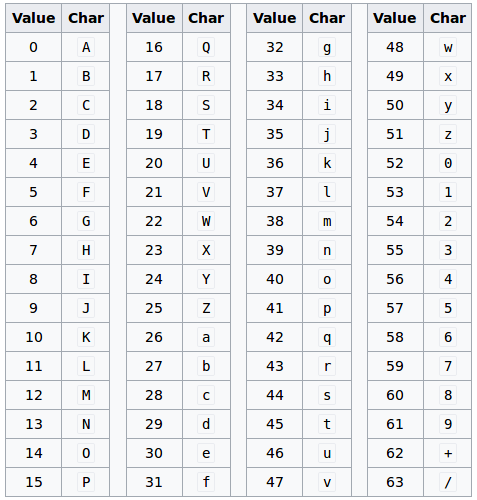 Value Char Value Char Value Char Value Char
0 A 16 Q 32 g 48 w
1 B 17 R 33 h 49 x
2 C 18 S 34 i 50 y
3 D 19 T 35 j 51 z
4 E 20 U 36 k 52 0
5 F 21 V 37 l 53 1
6 G 22 W 38 m 54 2
7 H 23 X 39 n 55 3
8 I 24 Y 40 o 56 4
9 J 25 Z 41 p 57 5
10 K 26 a 42 q 58 6
11 L 27 b 43 r 59 7
12 M 28 c 44 s 60 8
13 N 29 d 45 t 61 9
14 O 30 e 46 u 62 +
15 P 31 f 47 v 63 /